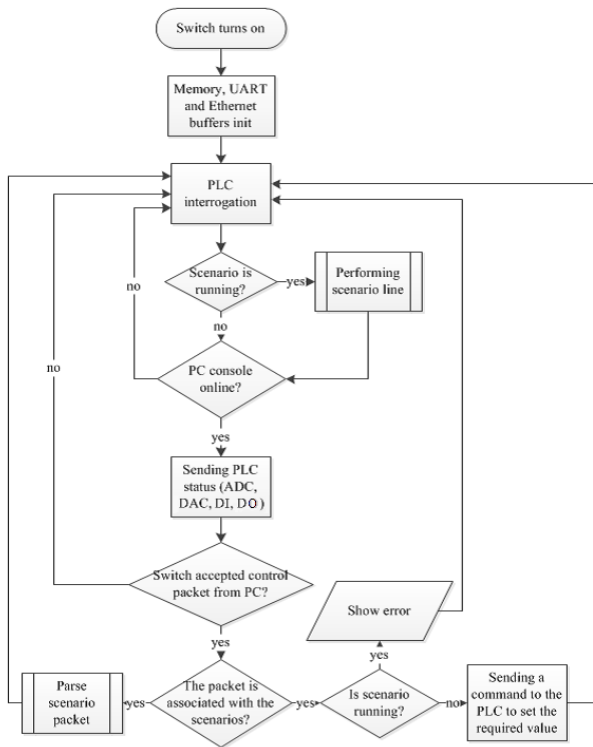 Switch turns on
Memory, UART
and Ethernet
buffers init
PLC
interrogation
Scenario is
running?
yes
Performing
scenario line
no
no
no
PC console
online?
yes
Sending PLC
status (ADC,
DAC, DI, DO)
Switch accepted control
packet from PC?
Show error
yes
yes
Parse
scenario
packet
yes
The packet is
associated with the
scenarios?
yes
Is scenario
running?
no
Sending a
command to the
PLC to set the
required value